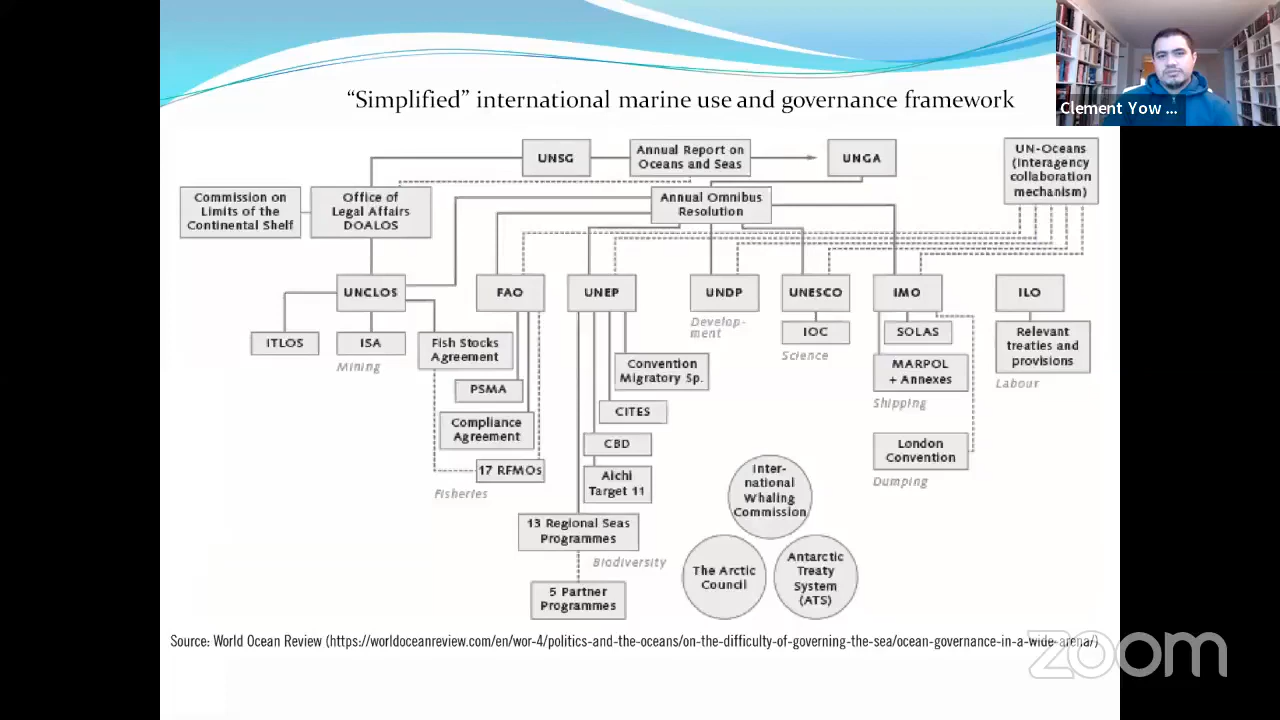 Clement Yow ...
“Simplified” international marine use and governance framework
UNSG
Annual Report on
Oceans and Seas
UNGA
UN-Oceans
(Interagency
collaboration
mechanism)
Commission on
Limits of the
Continental Shelf
Office of
Legal Affairs
DOALOS
Annual Omnibus
Resolution
UNCLOS
FAO
UNEP
UNDP
UNESCO
IMO
ILO
Develop-
ment
ITLOS
ISA
Mining
Fish Stocks
Agreement
IOC
Science
SOLAS
Relevant
treaties and
provisions
Labour
PSMA
Convention
Migratory Sp.
MARPOL
+ Annexes
Shipping
Compliance
Agreement
CITES
CBD
London
Convention
Dumping
17 RFMOs
Fisheries
Aichi
Target 11
Inter-
national
Whaling
Commission
13 Regional Seas
Programmes
Biodiversity
The Arctic
Council
Antarctic
Treaty
System
(ATS)
5 Partner
Programmes
Source: World Ocean Review (https://worldoceanreview.com/en/wor-4/politics-and-the-oceans/on-the-difficulty-of-governing-the-sea/ocean-governance-in-a-wide-arena/)
zoom